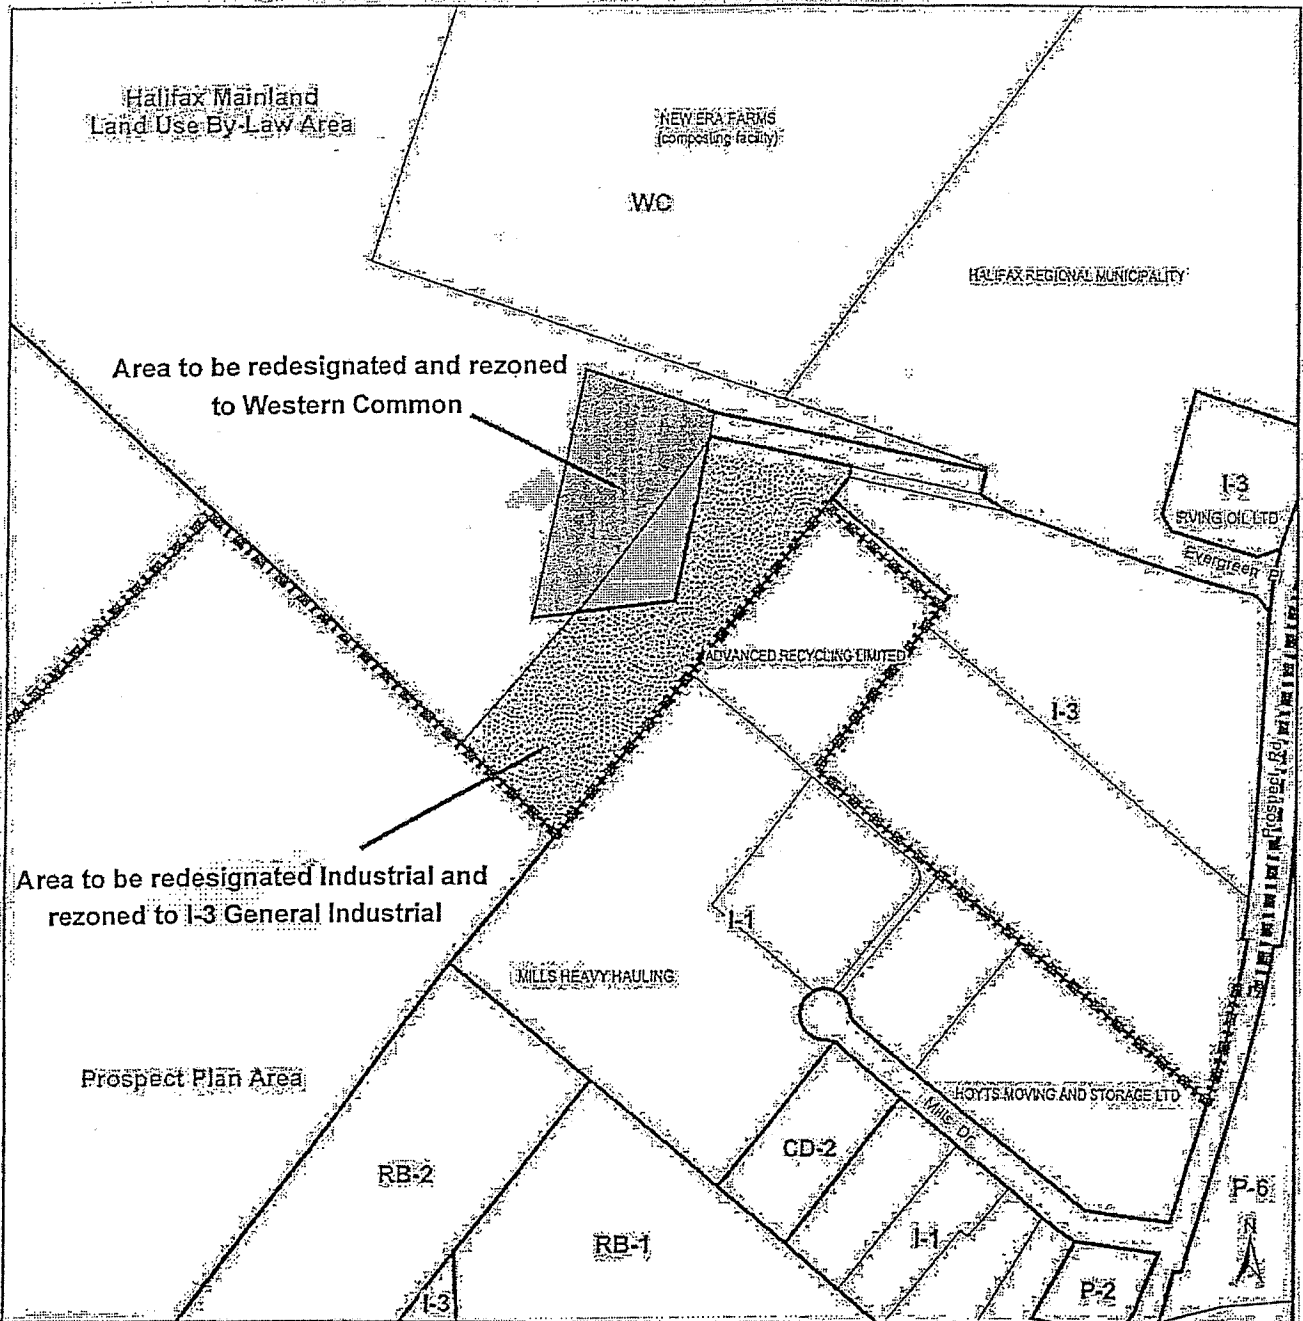 Halifax Mainland
Land Use By-Law Area
NEW ERA FARMS
(composting facility)
WC
HALIFAX REGIONAL MUNICIPALITY
Area to be redesignated and rezoned
to Western Common
I-3
IRVING OIL LTD
Evergreen Pl
ADVANCED RECYCLING LIMITED
I-3
Prospect Rd
Area to be redesignated Industrial and
rezoned to I-3 General Industrial
I-1
MILLS HEAVY HAULING
Prospect Plan Area
HOYTS MOVING AND STORAGE LTD
Mills Dr
CD-2
RB-2
P-6
RB-1
I-1
N
I-3
P-2